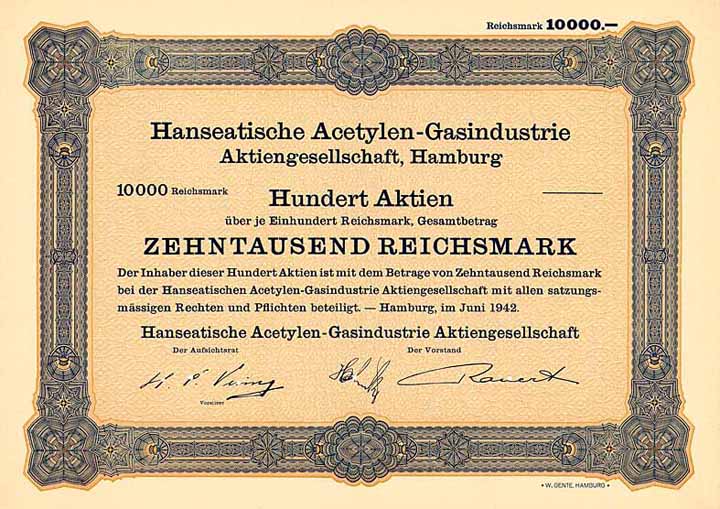 Reichsmark 10000.—
Hanseatische Acetylen-Gasindustrie
Aktiengesellschaft, Hamburg
10000 Reichsmark
Hundert Aktien
über je Einhundert Reichsmark, Gesamtbetrag
ZEHNTAUSEND REICHSMARK
Der Inhaber dieser Hundert Aktien ist mit dem Betrage von Zehntausend Reichsmark
bei der Hanseatischen Acetylen-Gasindustrie Aktiengesellschaft mit allen satzungs-
mässigen Rechten und Pflichten beteiligt. — Hamburg, im Juni 1942.
Hanseatische Acetylen-Gasindustrie Aktiengesellschaft
Der Aufsichtsrat Der Vorstand
Vorsitzer
• W. GENTE, HAMBURG •